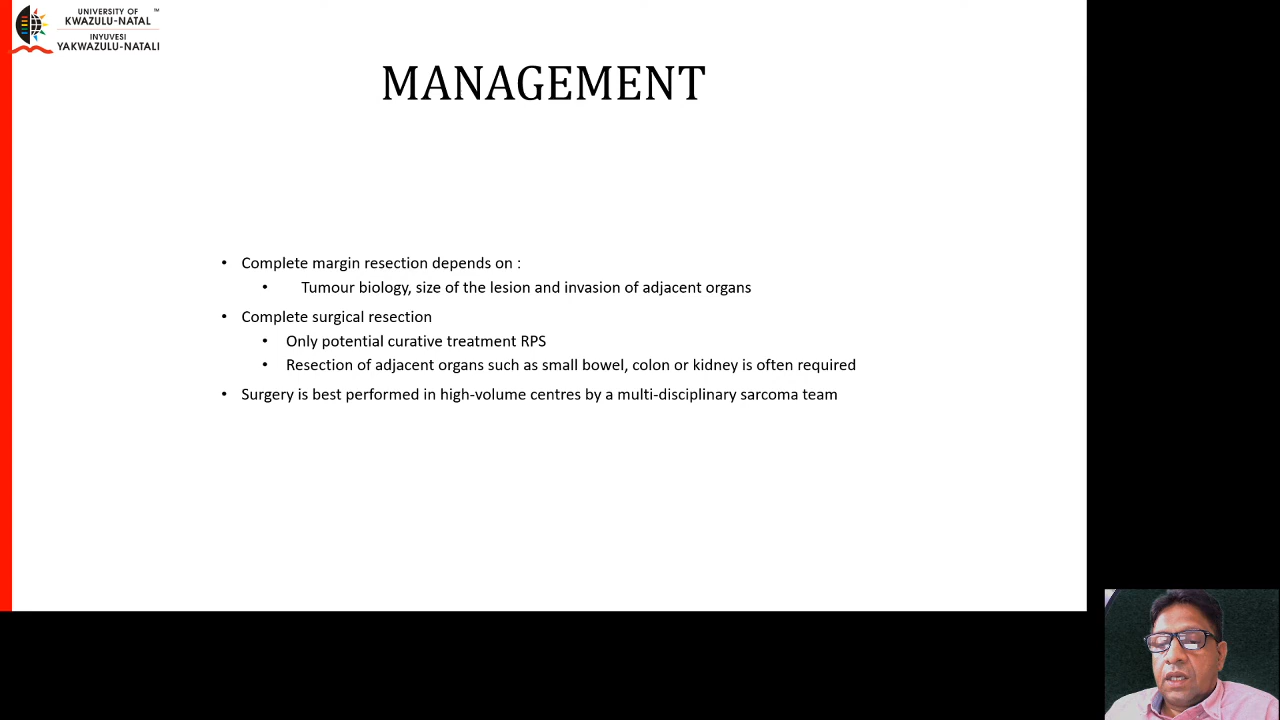 UNIVERSITY OF ™
KWAZULU-NATAL
INYUVESI
YAKWAZULU-NATALI
MANAGEMENT
• Complete margin resection depends on :
• Tumour biology, size of the lesion and invasion of adjacent organs
• Complete surgical resection
• Only potential curative treatment RPS
• Resection of adjacent organs such as small bowel, colon or kidney is often required
• Surgery is best performed in high-volume centres by a multi-disciplinary sarcoma team